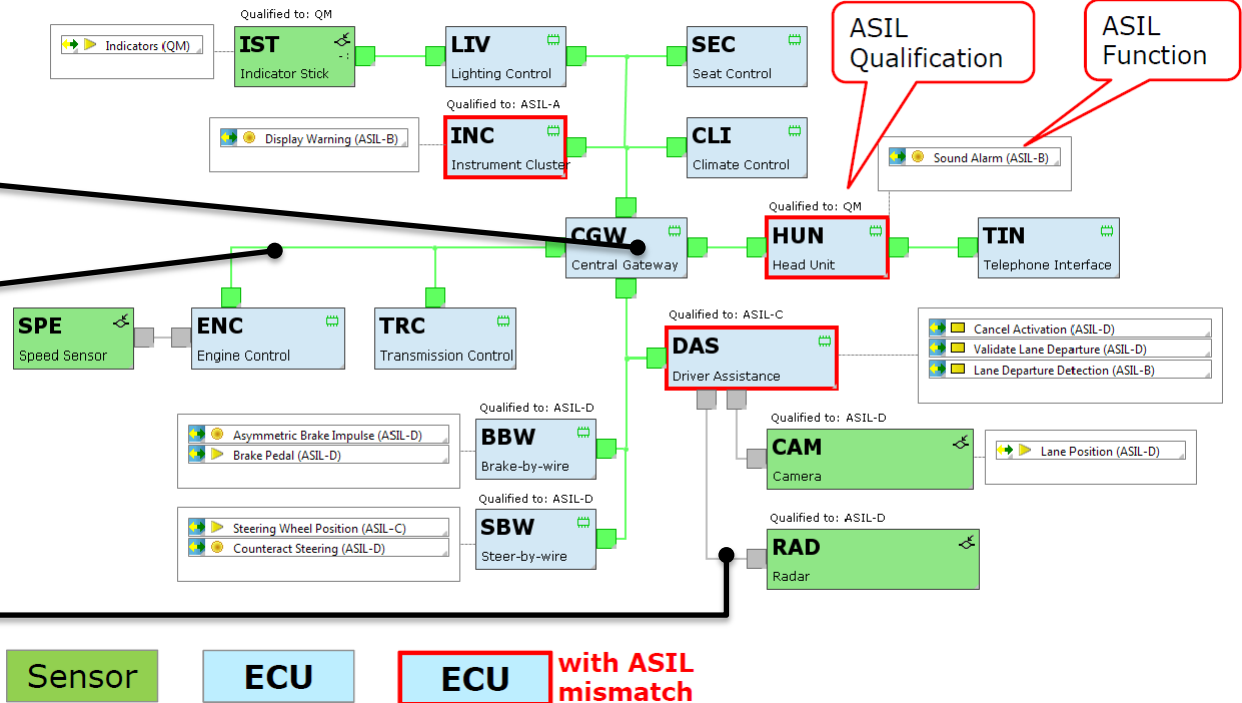 Qualified to: QM
Indicators (QM)
IST
- :
Indicator Stick
LIV
Lighting Control
SEC
Seat Control
ASIL
Qualification
ASIL
Function
Qualified to: ASIL-A
Display Warning (ASIL-B)
INC
Instrument Cluster
CLI
Climate Control
Sound Alarm (ASIL-B)
Qualified to: QM
CGW
Central Gateway
HUN
Head Unit
TIN
Telephone Interface
SPE
Speed Sensor
ENC
Engine Control
TRC
Transmission Control
Qualified to: ASIL-C
DAS
Driver Assistance
Cancel Activation (ASIL-D)
Validate Lane Departure (ASIL-D)
Lane Departure Detection (ASIL-B)
Qualified to: ASIL-D
Asymmetric Brake Impulse (ASIL-D)
Brake Pedal (ASIL-D)
BBW
Brake-by-wire
Qualified to: ASIL-D
CAM
Camera
Lane Position (ASIL-D)
Qualified to: ASIL-D
Steering Wheel Position (ASIL-C)
Counteract Steering (ASIL-D)
SBW
Steer-by-wire
Qualified to: ASIL-D
RAD
Radar
Sensor
ECU
ECU
with ASIL
mismatch